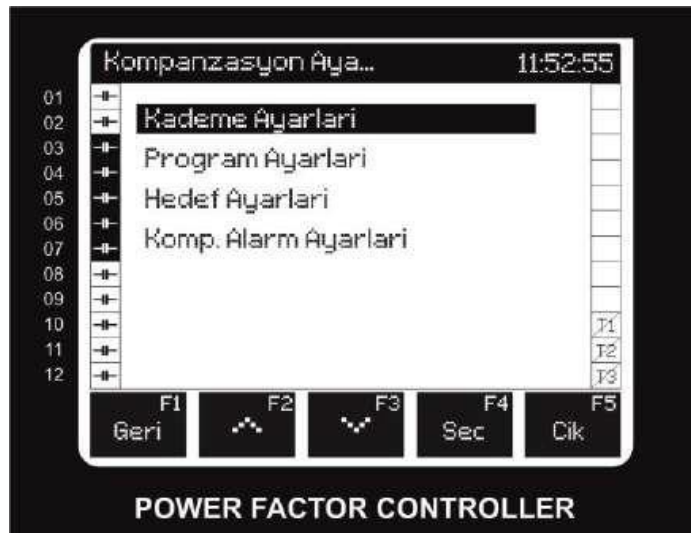 Kompanzasyon Aya... 11:52:55
01
02 Kademe Ayarlari
03 Program Ayarlari
04
05 Hedef Ayarlari
06
07 Komp. Alarm Ayarlari
08
09
10 T1
11 T2
12 T3
F1 F2 F3 F4 F5
Geri Sec Cik
POWER FACTOR CONTROLLER